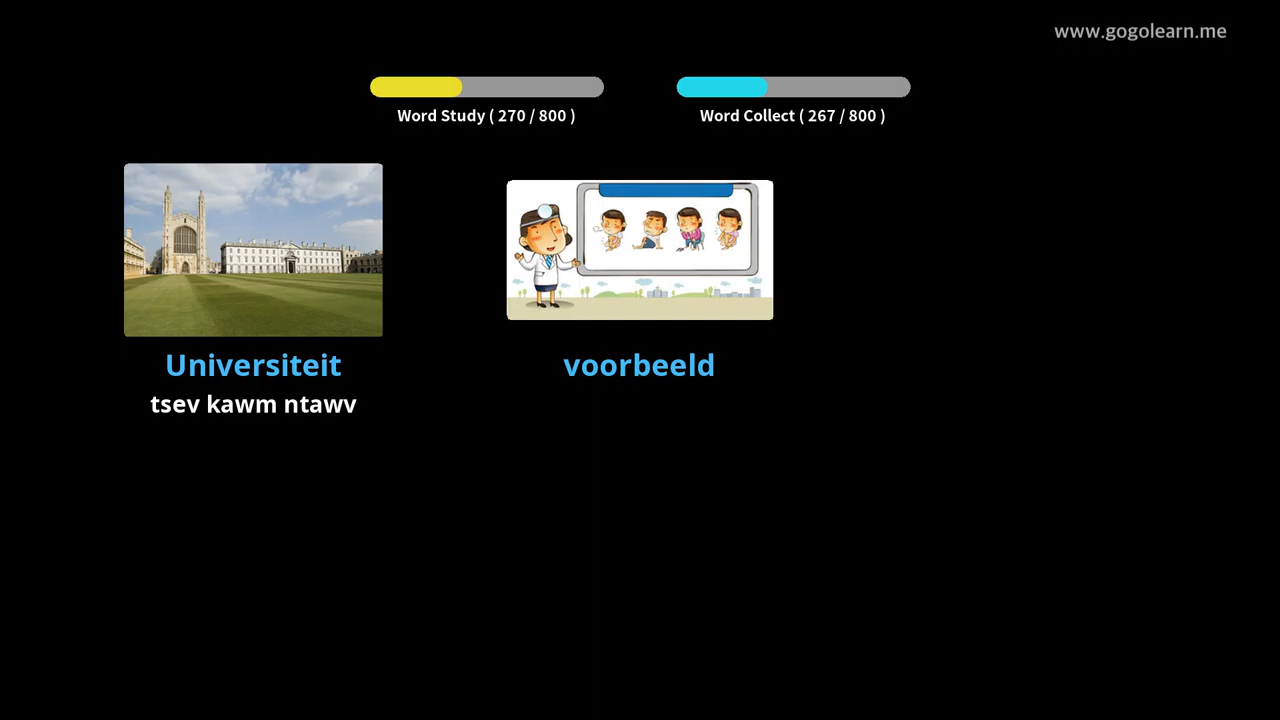 www.gogolearn.me
Word Study ( 270 / 800 )
Word Collect ( 267 / 800 )
Universiteit
voorbeeld
tsev kawm ntawv